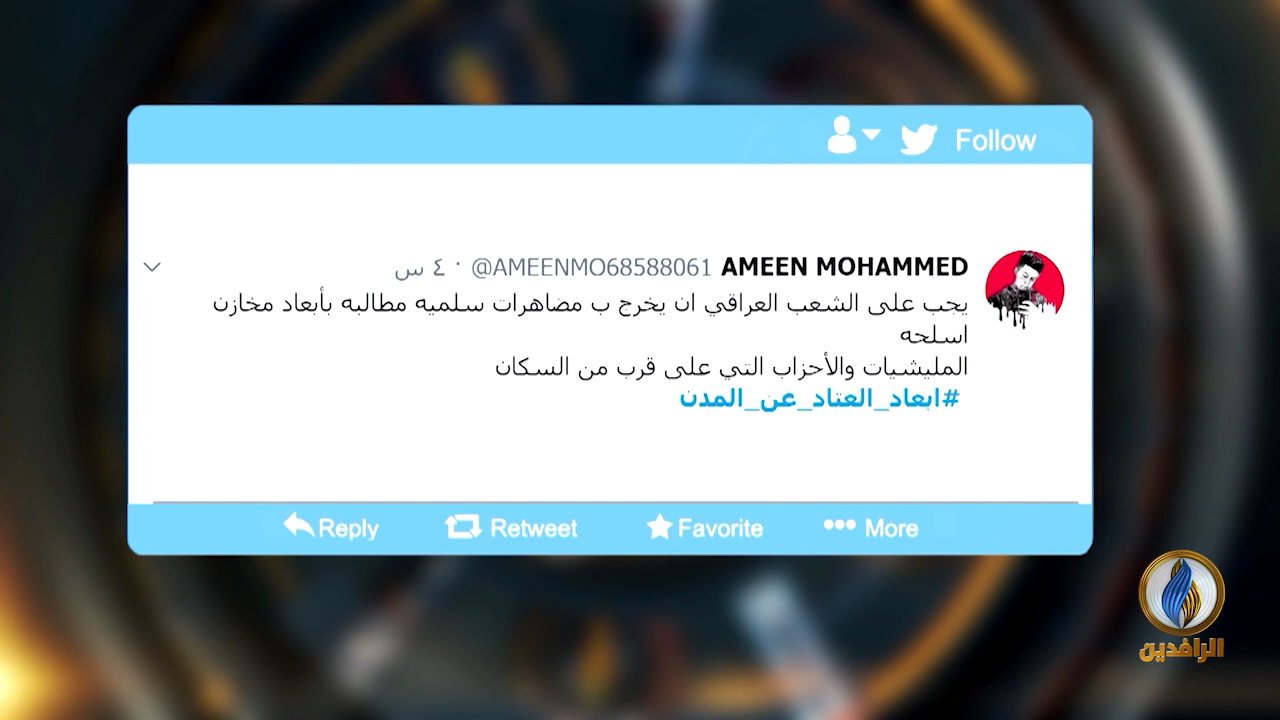 Follow
AMEEN MOHAMMED @AMEENMO68588061 · ٤ س
يجب على الشعب العراقي ان يخرج ب مضاهرات سلميه مطالبه بأبعاد مخازن
اسلحه
المليشيات والأحزاب التي على قرب من السكان
#ابعاد_العتاد_عن_المدن
Reply Retweet Favorite More
الرافدين